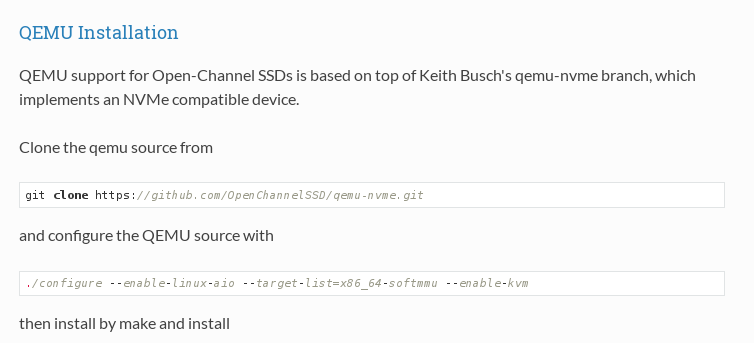 QEMU Installation
QEMU support for Open-Channel SSDs is based on top of Keith Busch's qemu-nvme branch, which
implements an NVMe compatible device.
Clone the qemu source from
git clone https://github.com/OpenChannelSSD/qemu-nvme.git
and configure the QEMU source with
./configure --enable-linux-aio --target-list=x86_64-softmmu --enable-kvm
then install by make and install